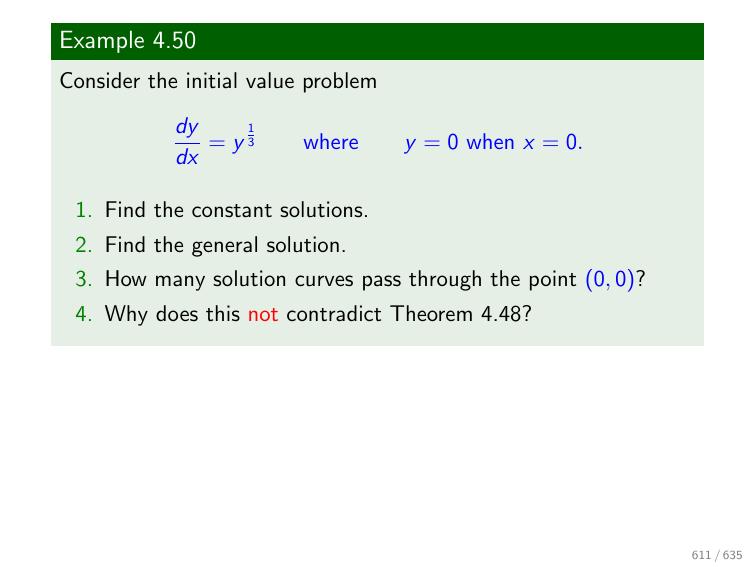 Example 4.50
Consider the initial value problem
dy/dx = y^{1/3} where y = 0 when x = 0.
1. Find the constant solutions.
2. Find the general solution.
3. How many solution curves pass through the point (0, 0)?
4. Why does this not contradict Theorem 4.48?
611 / 635